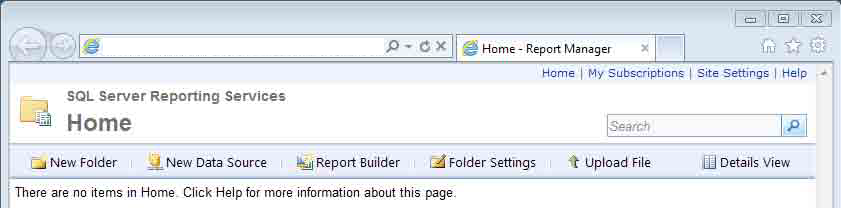 Home - Report Manager
Home | My Subscriptions | Site Settings | Help
SQL Server Reporting Services
Home
Search
New Folder | New Data Source | Report Builder | Folder Settings | Upload File Details View
There are no items in Home. Click Help for more information about this page.